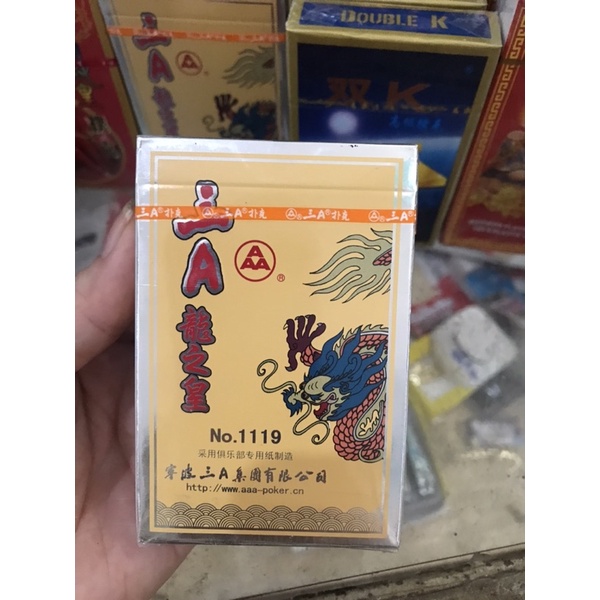 DOUBLE K
双K
三A® 扑克
三A® 扑克
三A® 扑克
三A
龍之皇
AAA®
No.1119
采用俱乐部专用纸制造
寧波三A集團有限公司
http://www.aaa-poker.cn